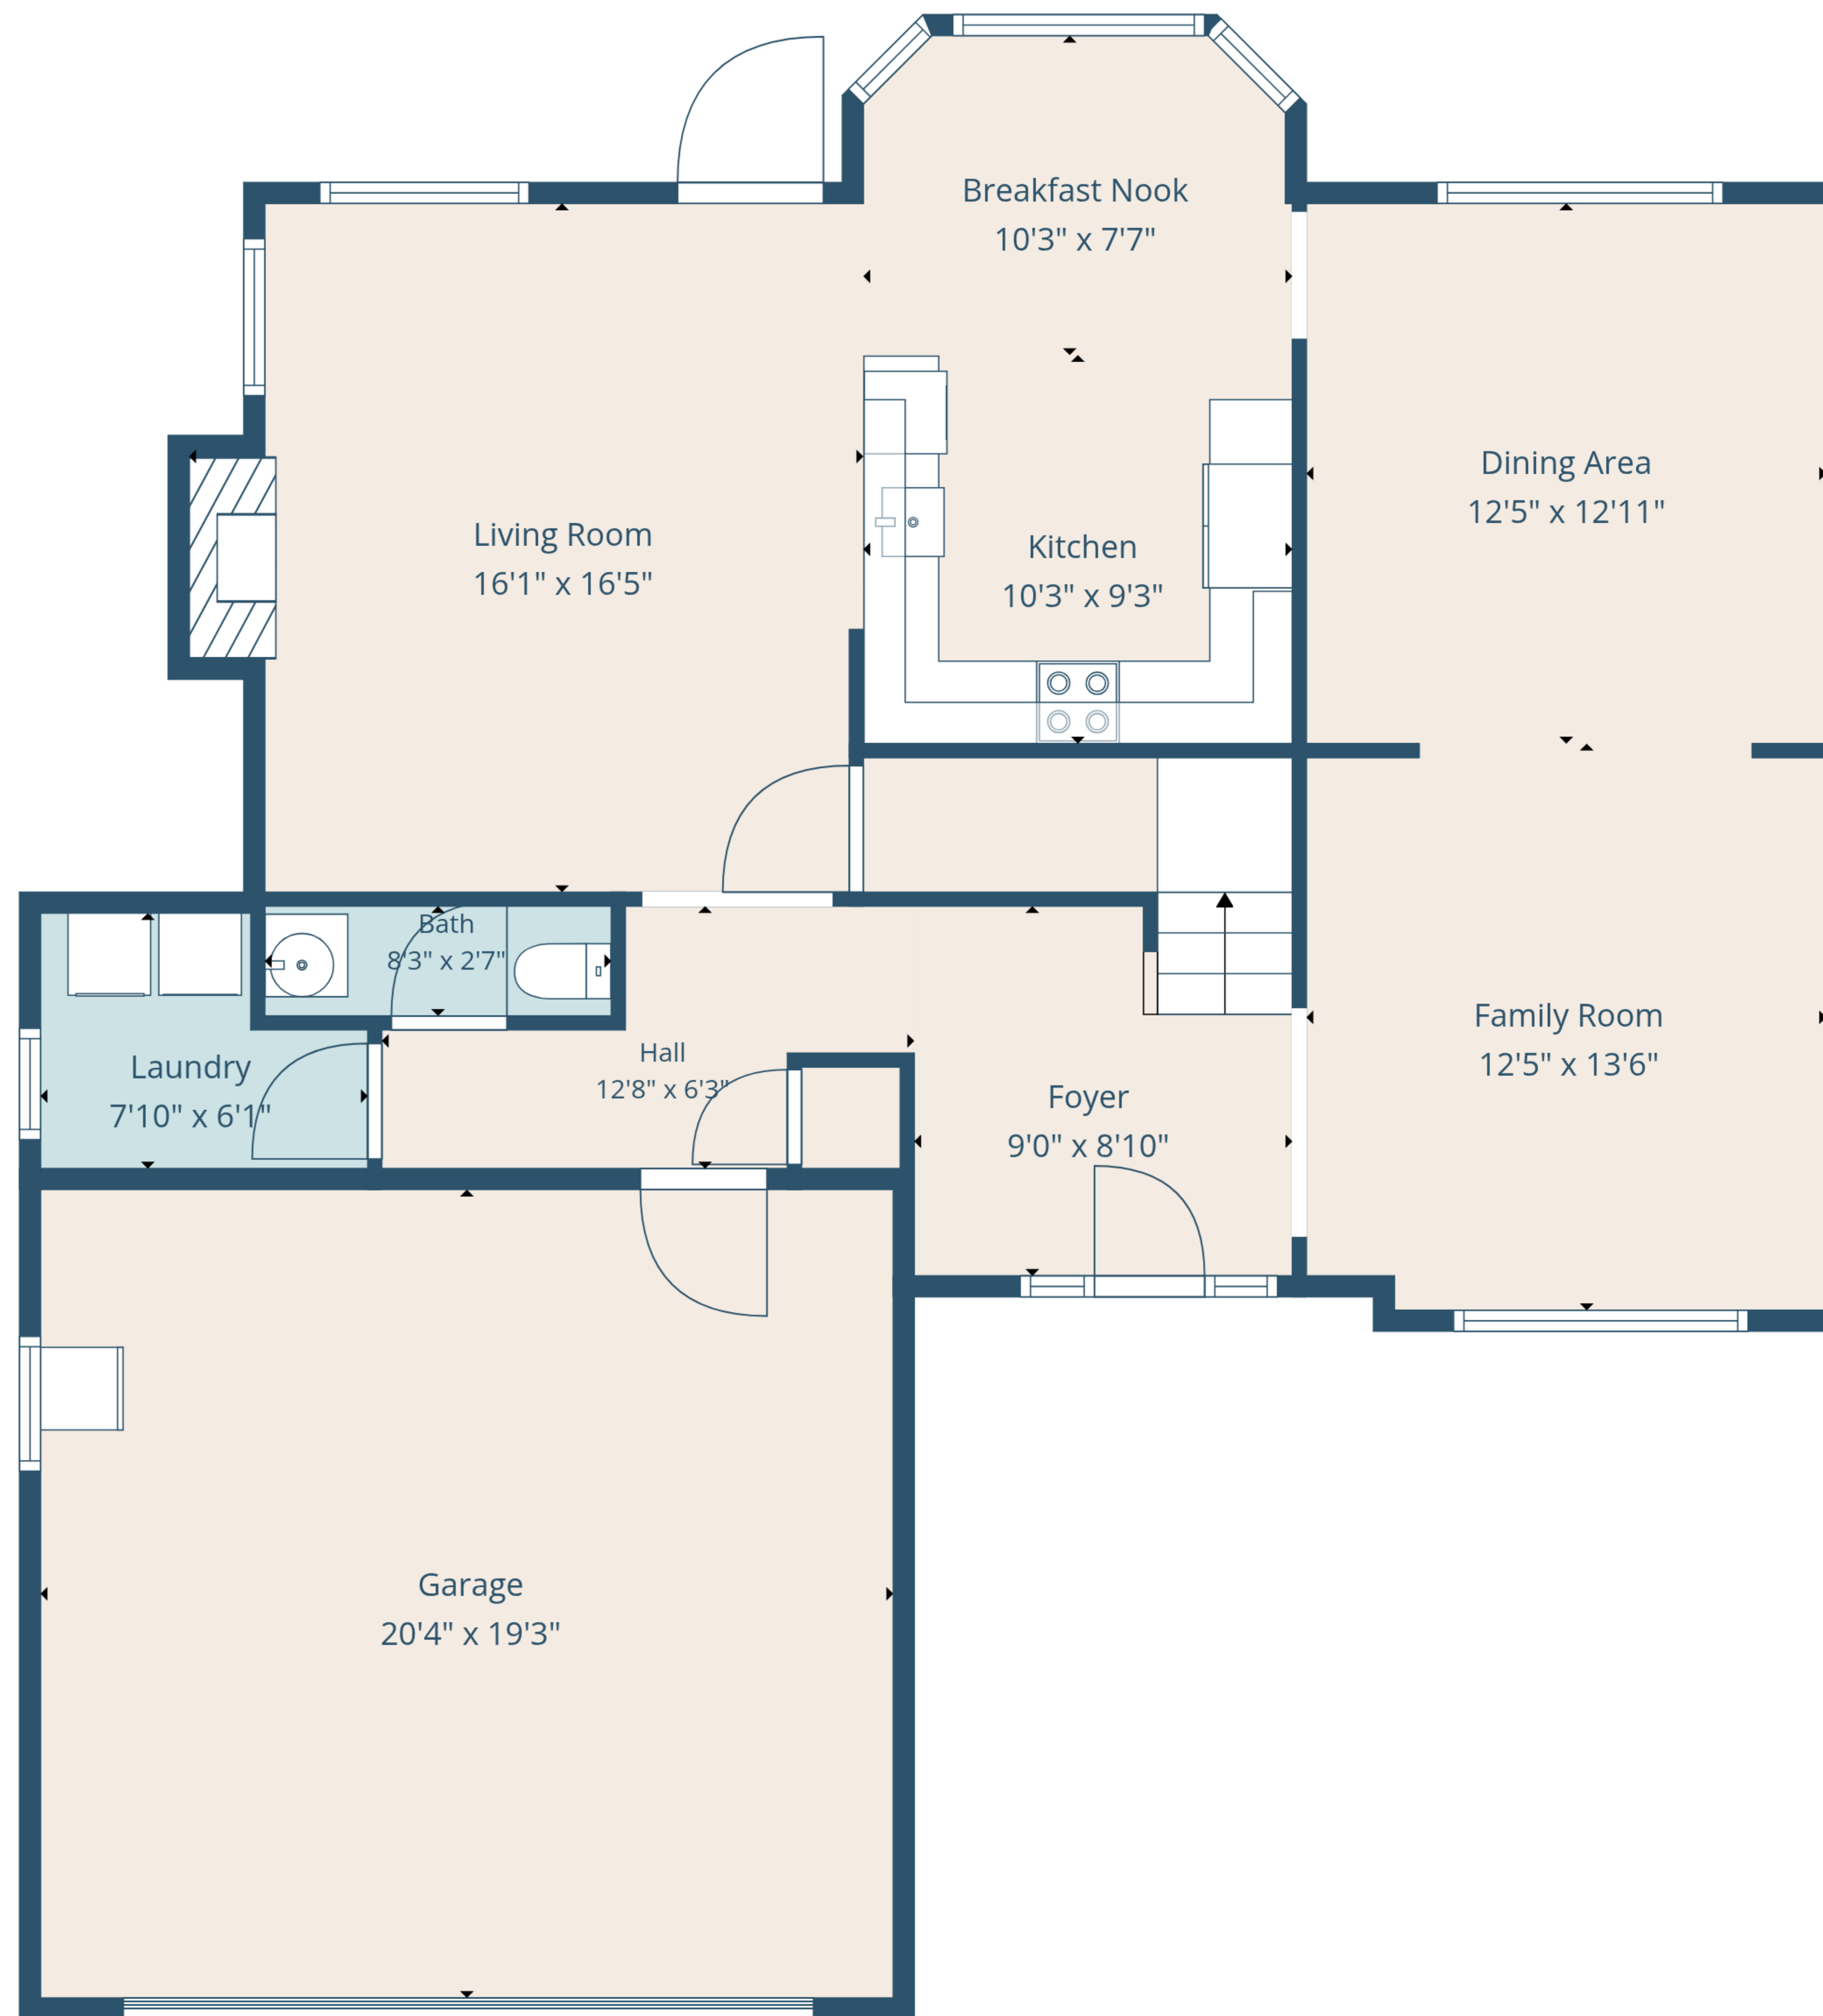 Breakfast Nook
10'3" x 7'7"
Dining Area
12'5" x 12'11"
Living Room
16'1" x 16'5"
Kitchen
10'3" x 9'3"
Bath
8'3" x 2'7"
Laundry
7'10" x 6'1"
Hall
12'8" x 6'3"
Foyer
9'0" x 8'10"
Family Room
12'5" x 13'6"
Garage
20'4" x 19'3"